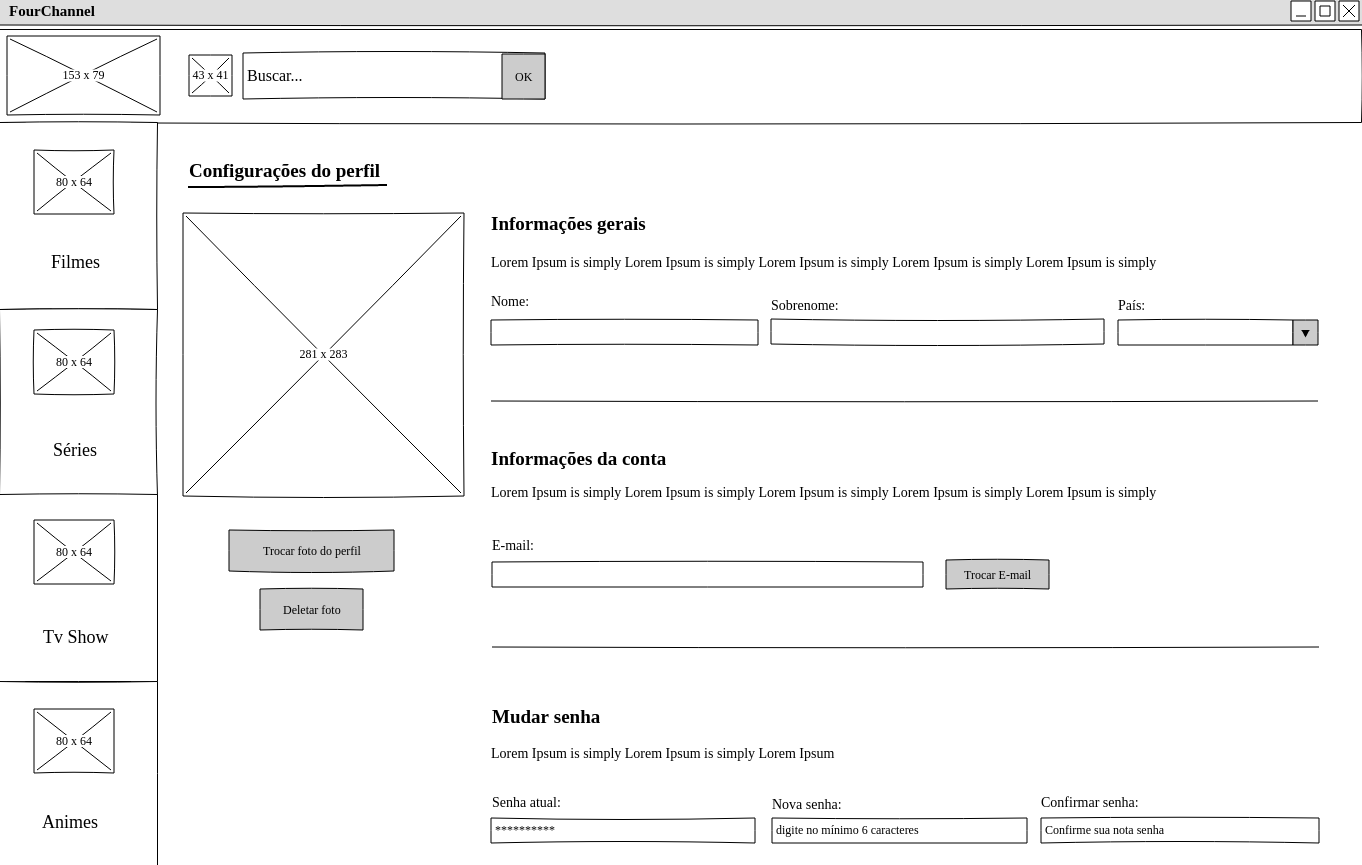 FourChannel
153 x 79
43 x 41
Buscar...
OK
80 x 64
Filmes
80 x 64
Séries
80 x 64
Tv Show
80 x 64
Animes
Configurações do perfil
281 x 283
Trocar foto do perfil
Deletar foto
Informações gerais
Lorem Ipsum is simply Lorem Ipsum is simply Lorem Ipsum is simply Lorem Ipsum is simply Lorem Ipsum is simply
Nome:
Sobrenome:
País:
Informações da conta
Lorem Ipsum is simply Lorem Ipsum is simply Lorem Ipsum is simply Lorem Ipsum is simply Lorem Ipsum is simply
E-mail:
Trocar E-mail
Mudar senha
Lorem Ipsum is simply Lorem Ipsum is simply Lorem Ipsum
Senha atual:
Nova senha:
Confirmar senha:
**********
digite no mínimo 6 caracteres
Confirme sua nota senha